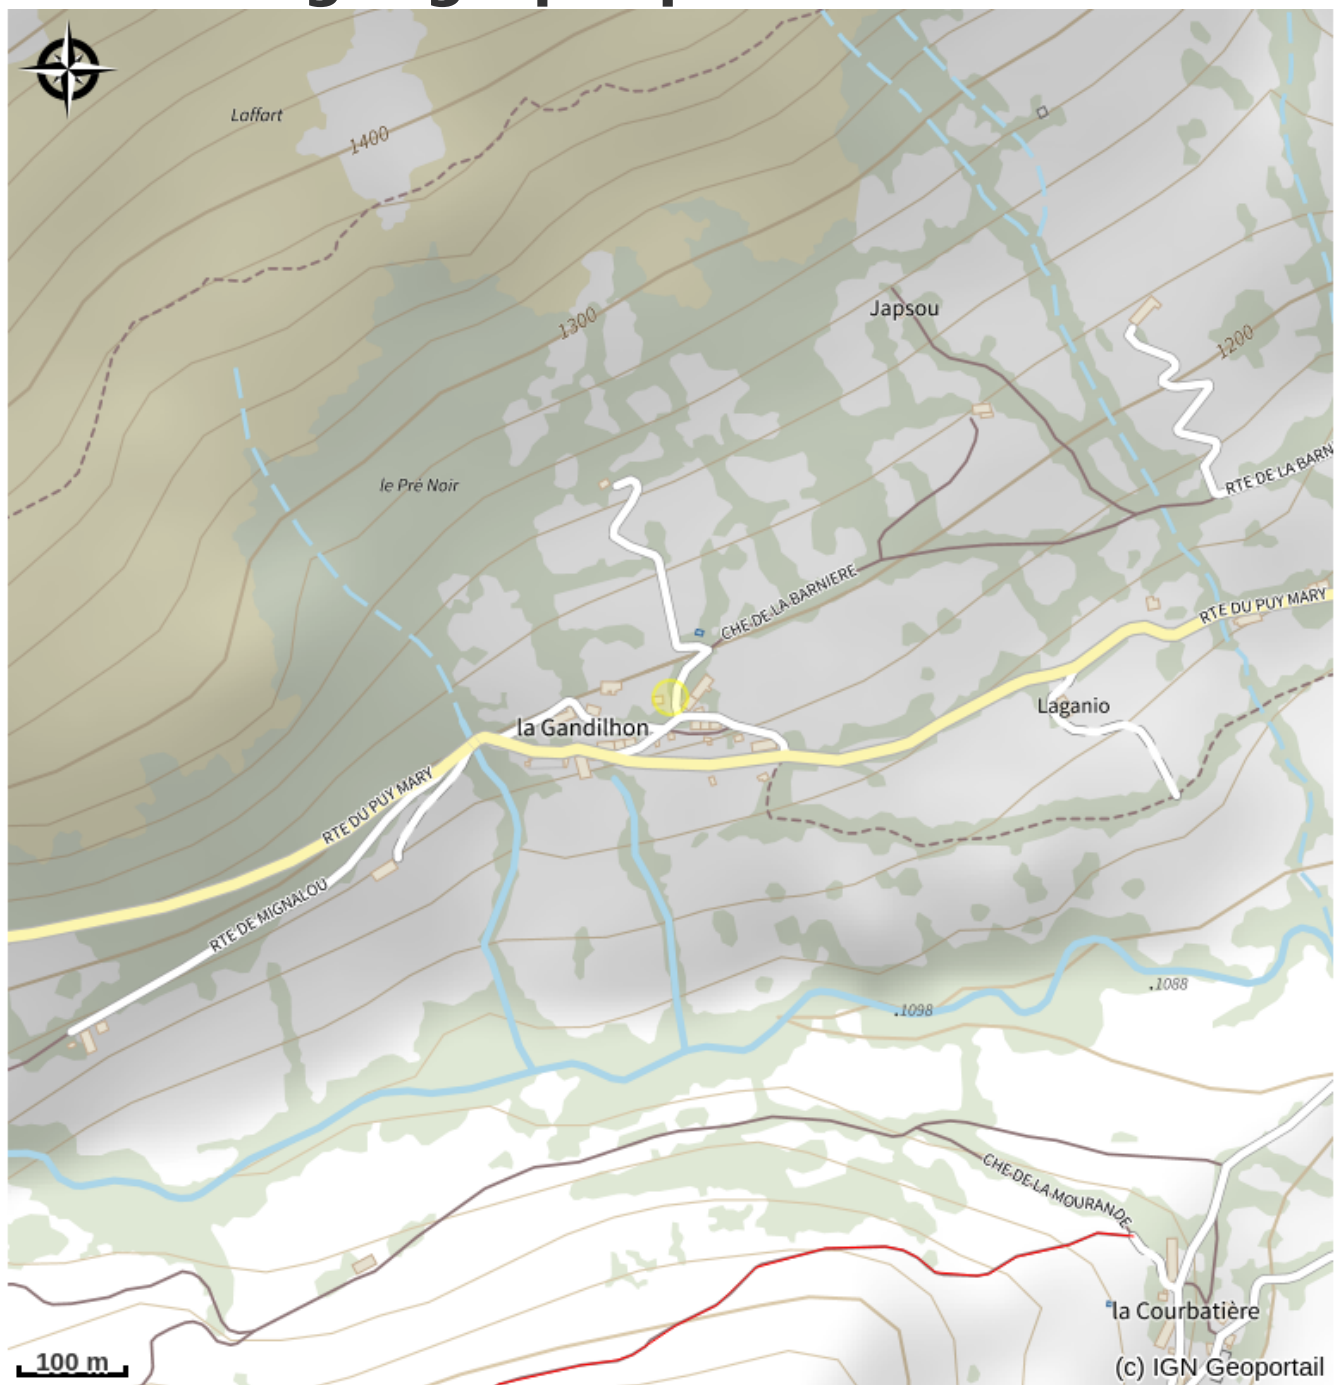 Laffart
1400
1300
Japsou
1200
le Pré Noir
RTE DE LA BARN
CHE DE LA BARNIERE
RTE DU PUY MARY
Laganio
la Gandilhon
RTE DU PUY MARY
RTE DE MIGNALOU
.1088
.1098
CHE DE LA MOURANDE
la Courbatière
100 m
(c) IGN Geoportail